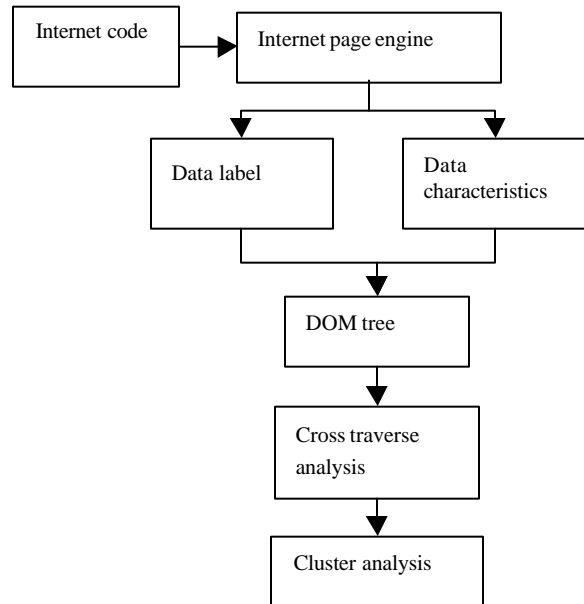 Internet code
Internet page engine
Data label
Data
characteristics
DOM tree
Cross traverse
analysis
Cluster analysis